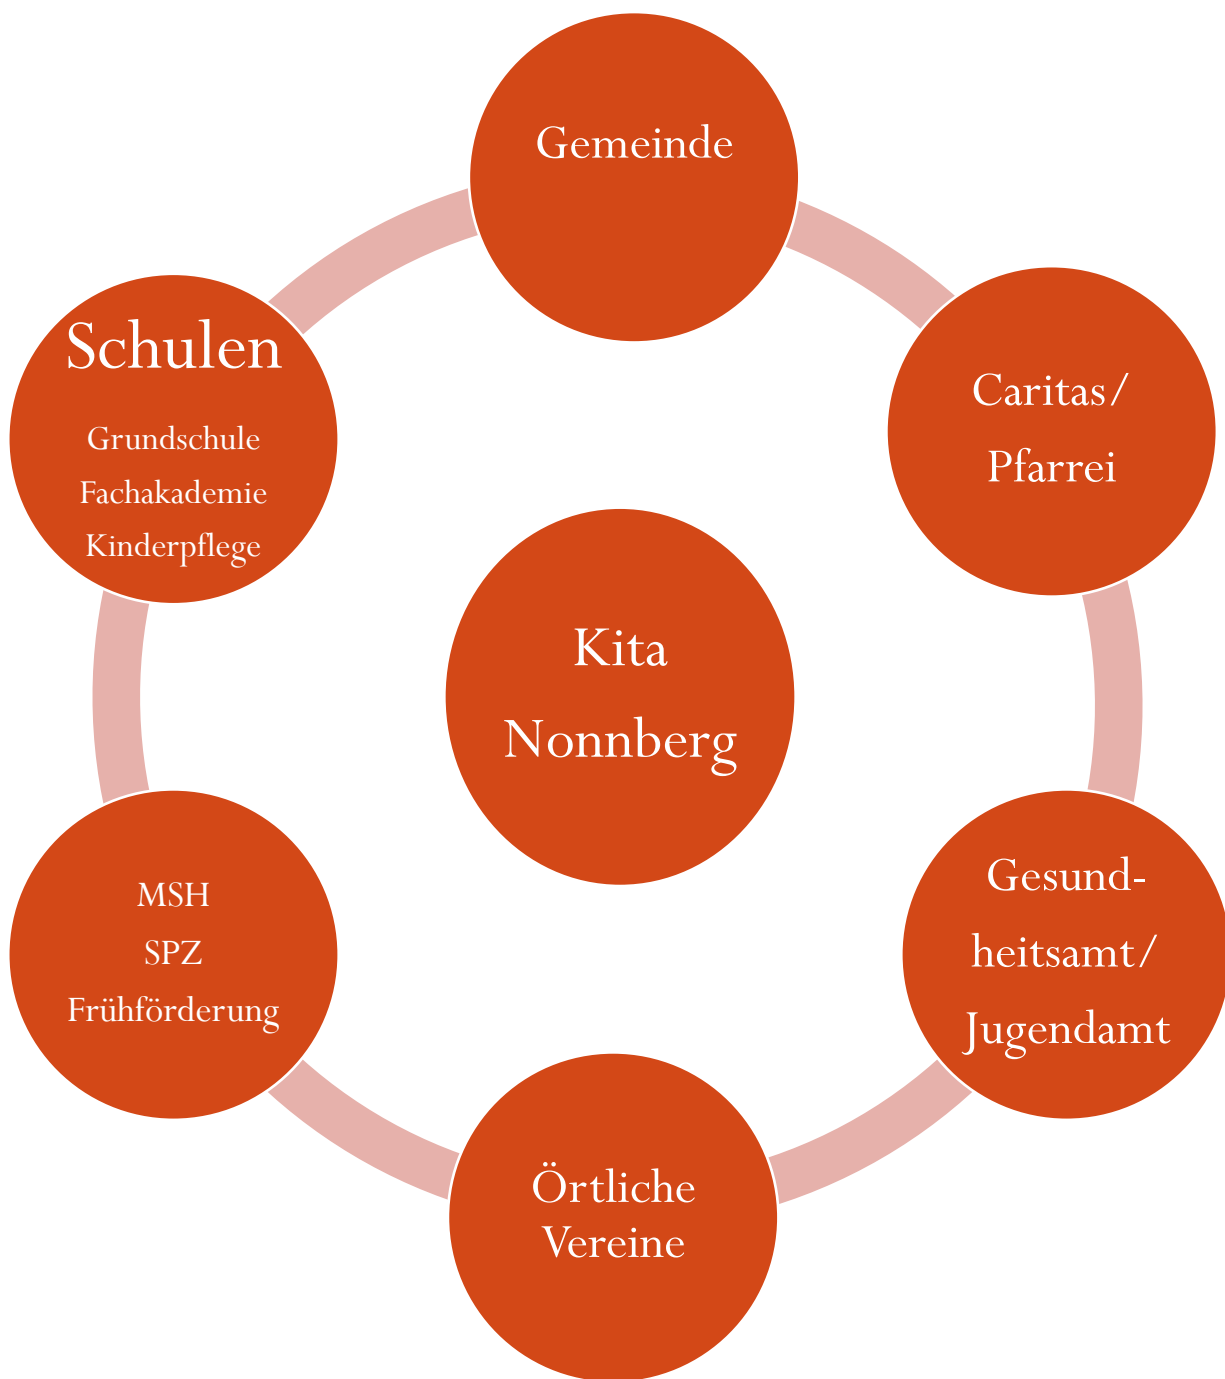 Gemeinde
Caritas/
Pfarrei
Schulen
Grundschule
Fachakademie
Kinderpflege
Kita
Nonnberg
Gesund-
heitsamt/
Jugendamt
MSH
SPZ
Frühförderung
Örtliche
Vereine